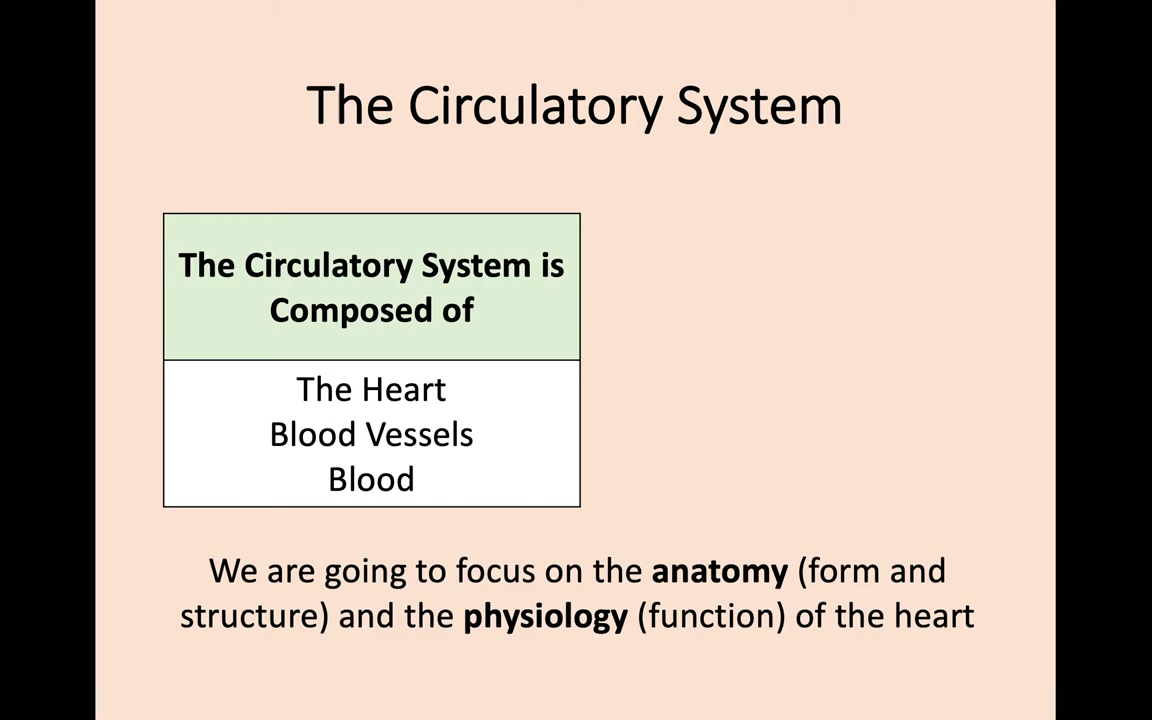 The Circulatory System
The Circulatory System is
Composed of
The Heart
Blood Vessels
Blood
We are going to focus on the anatomy (form and
structure) and the physiology (function) of the heart